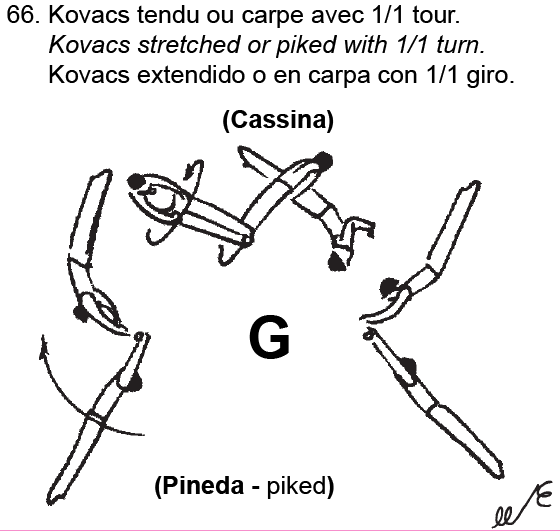 66. Kovacs tendu ou carpe avec 1/1 tour.
Kovacs stretched or piked with 1/1 turn.
Kovacs extendido o en carpa con 1/1 giro.
(Cassina)
G
(Pineda - piked)